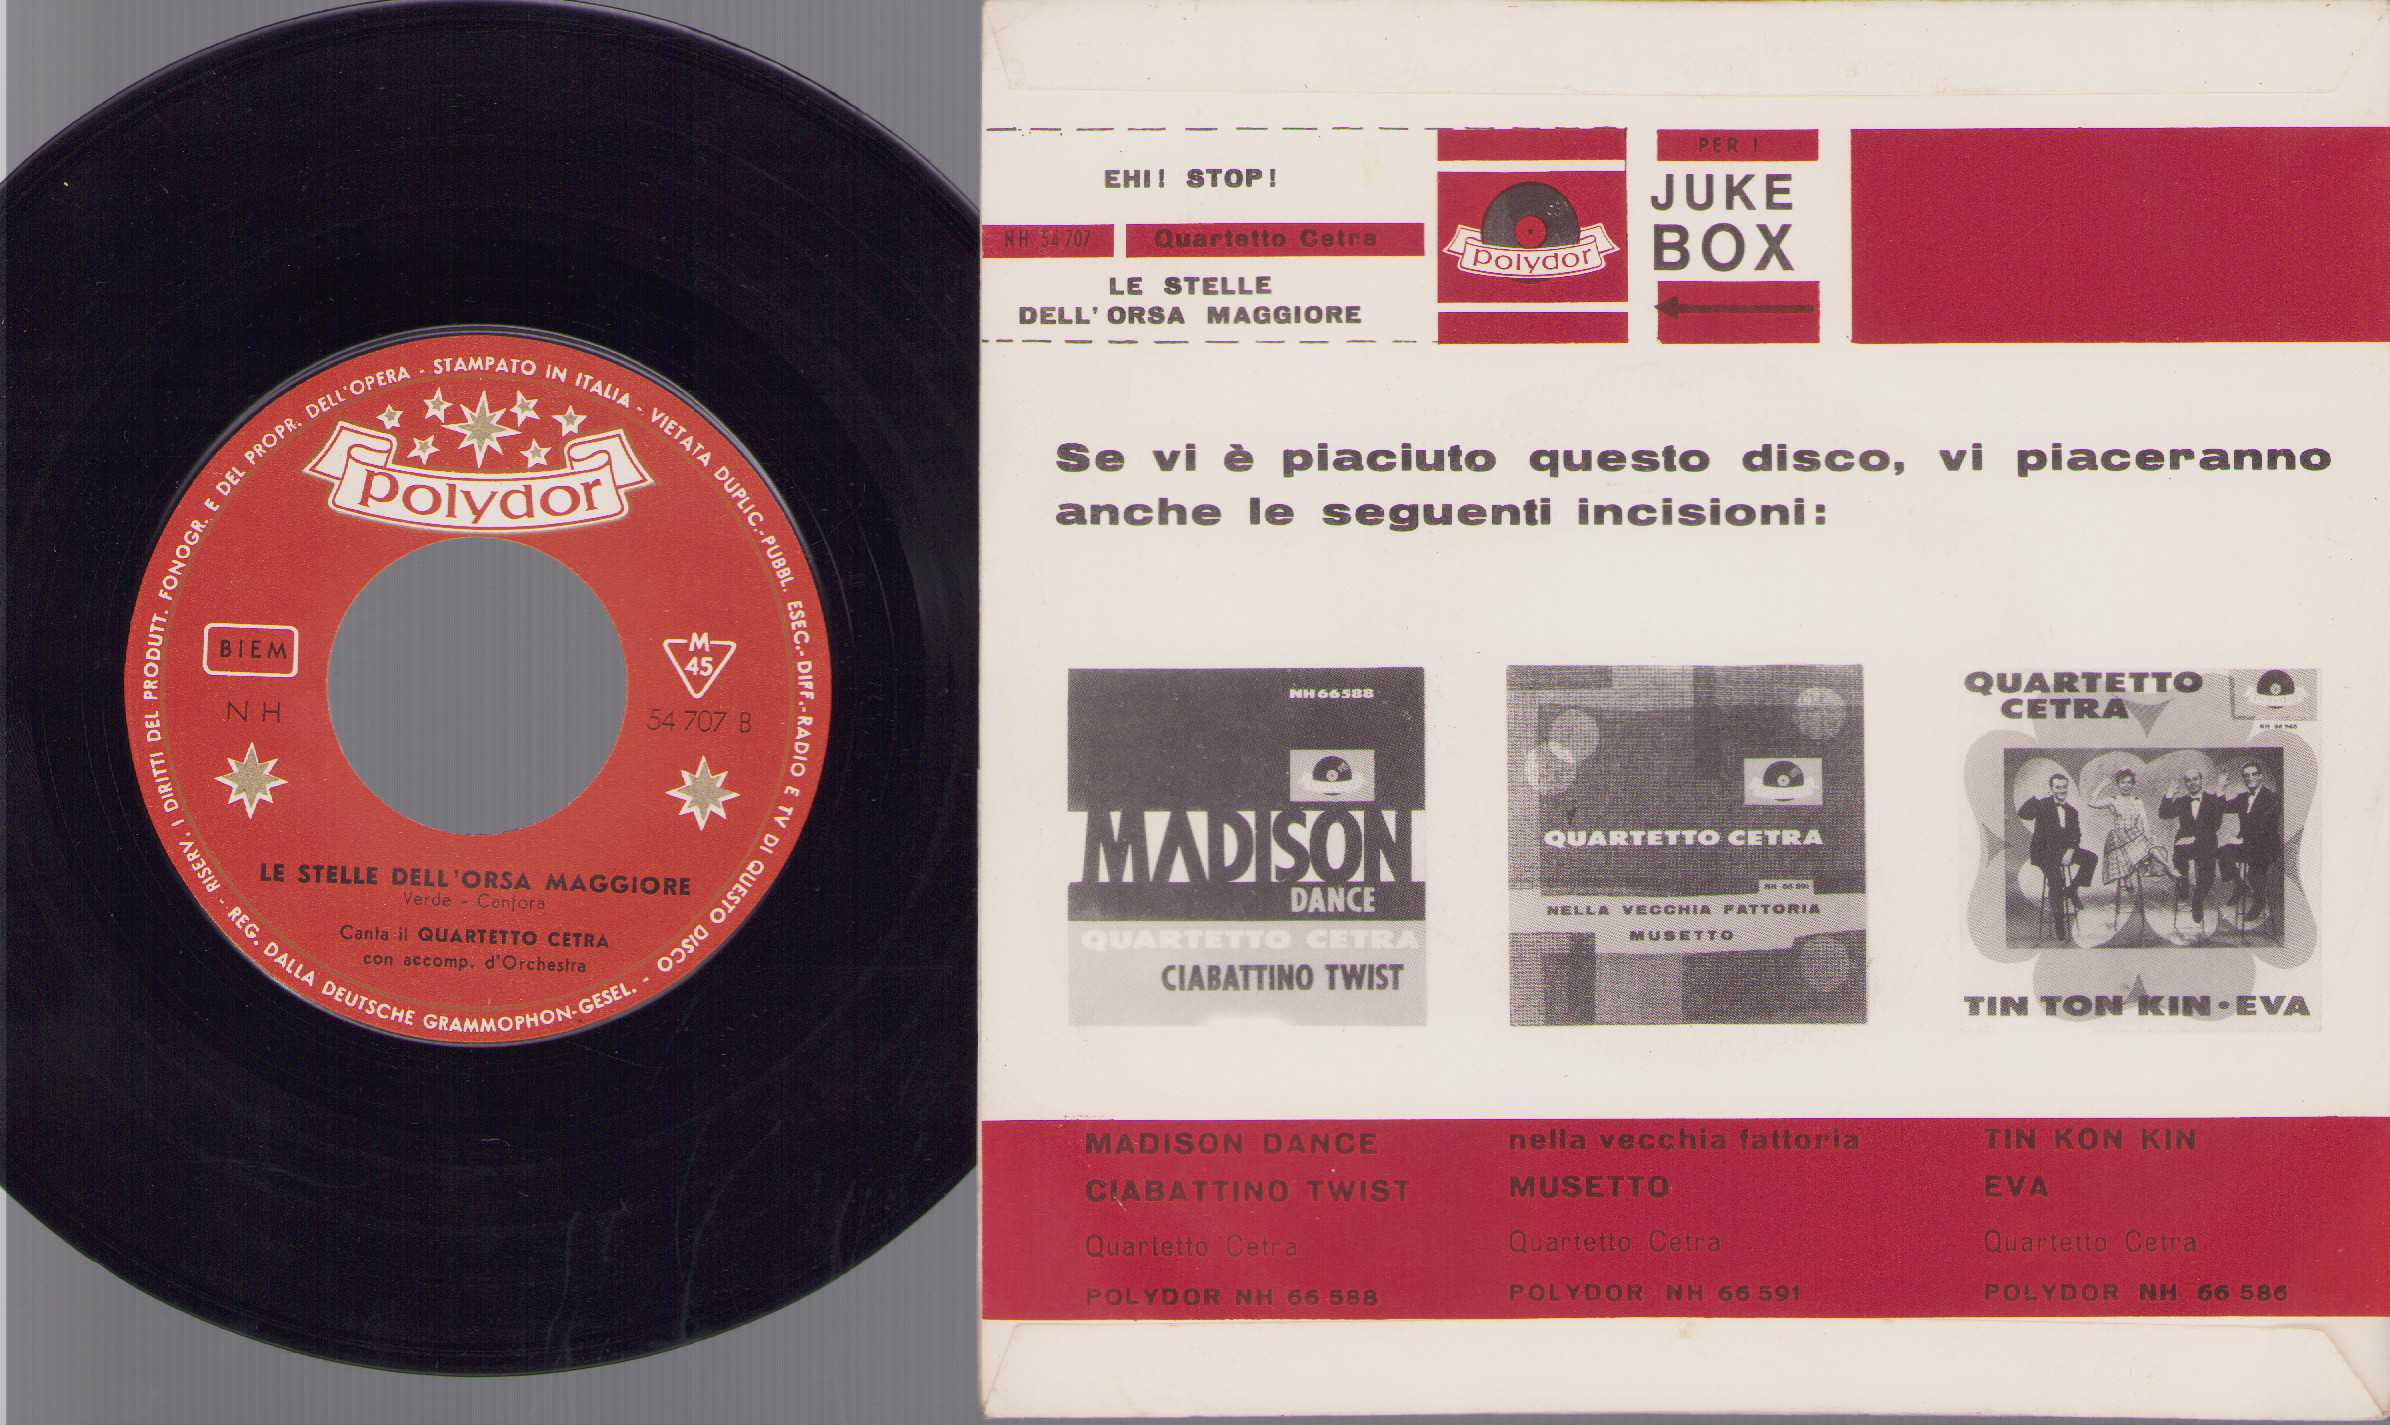 I DIRITTI DEL PRODUTT. FONOGR. E DEL PROPR. DELL'OPERA - STAMPATO IN ITALIA - VIETATA DUPLIC.-PUBBL. ESEC.-DIFF.-RADIO E TV DI QUESTO DISCO - REG. DALLA DEUTSCHE GRAMMOPHON-GESEL. - RISERV.
polydor
BIEM
NH
M
45
54 707 B
LE STELLE DELL'ORSA MAGGIORE
Verde - Canfora
Canta il QUARTETTO CETRA
con accomp. d'Orchestra
EHI! STOP!
NH 54 707
Quartetto Cetra
LE STELLE
DELL' ORSA MAGGIORE
polydor
PER I
JUKE
BOX
Se vi è piaciuto questo disco, vi piaceranno
anche le seguenti incisioni:
NH 66 588
MADISON
DANCE
QUARTETTO CETRA
CIABATTINO TWIST
QUARTETTO CETRA
NH 66 591
NELLA VECCHIA FATTORIA
MUSETTO
QUARTETTO
CETRA
TIN TON KIN • EVA
MADISON DANCE
CIABATTINO TWIST
Quartetto Cetra
POLYDOR NH 66 588
nella vecchia fattoria
MUSETTO
Quartetto Cetra
POLYDOR NH 66 591
TIN KON KIN
EVA
Quartetto Cetra
POLYDOR NH 66 586